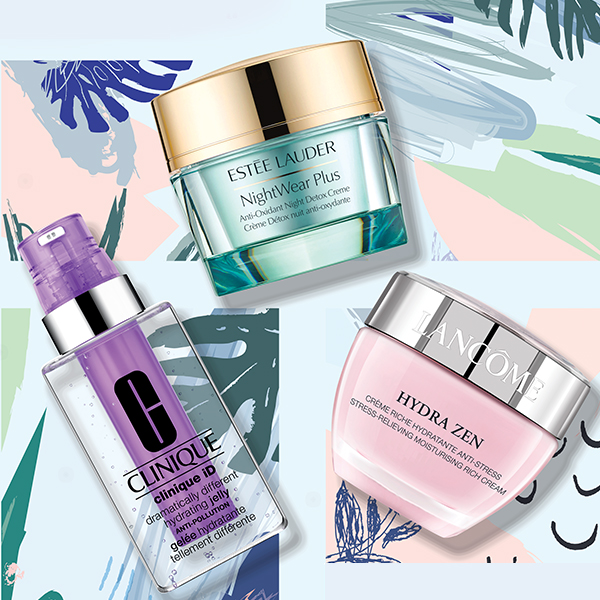 ESTĒE LAUDER
NightWear Plus
Anti-Oxidant Night Detox Creme
Crème Détox nuit anti-oxydante
LANCÔME
HYDRA ZEN
CRÈME RICHE HYDRATANTE ANTI-STRESS
STRESS-RELIEVING MOISTURISING RICH CREAM
C
CLINIQUE
clinique iD
dramatically different
hydrating jelly
ANTI-POLLUTION
gelée hydratante
tellement différente